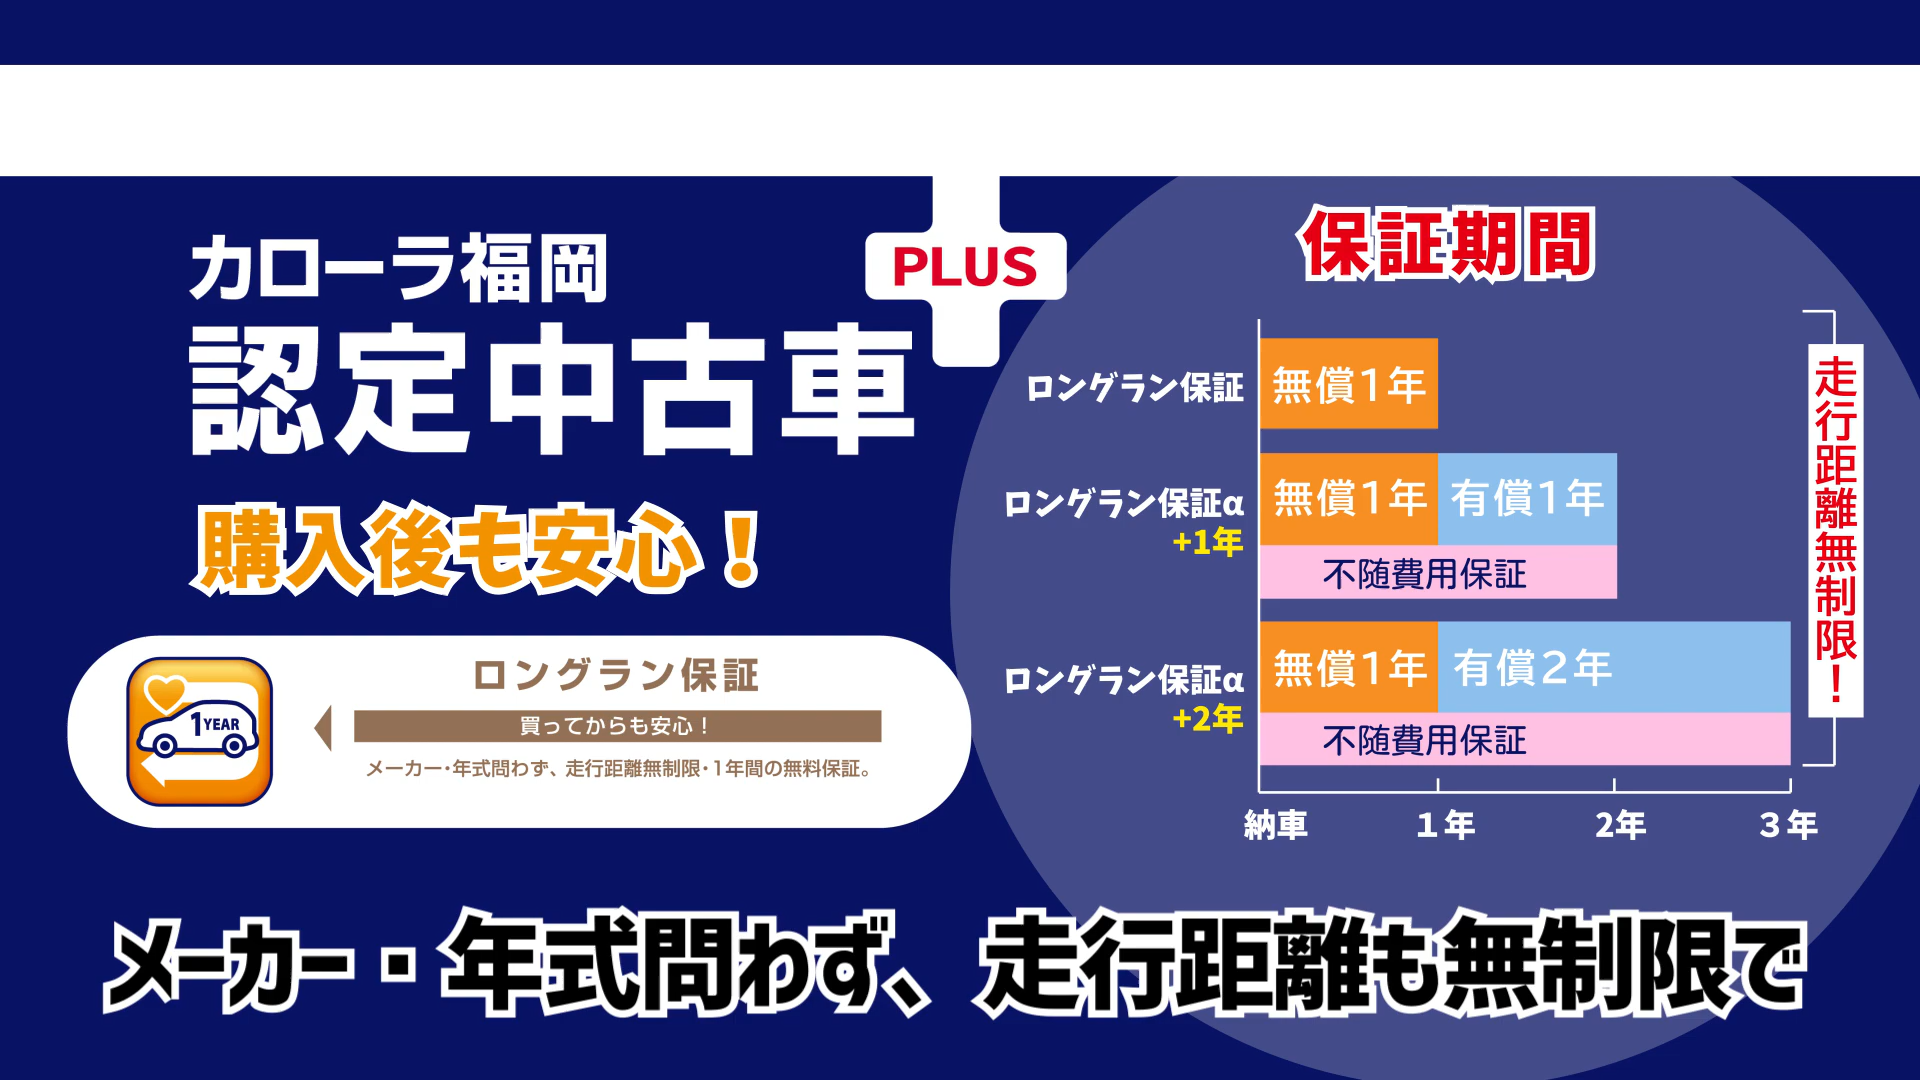 カローラ福岡
認定中古車
PLUS
購入後も安心！
1YEAR
ロングラン保証
買ってからも安心！
メーカー・年式問わず、走行距離無制限・1年間の無料保証。
保証期間
ロングラン保証
無償1年
ロングラン保証α
+1年
無償1年
有償1年
不随費用保証
ロングラン保証α
+2年
無償1年
有償2年
不随費用保証
納車
１年
2年
３年
走行距離無制限！
メーカー・年式問わず、走行距離も無制限で